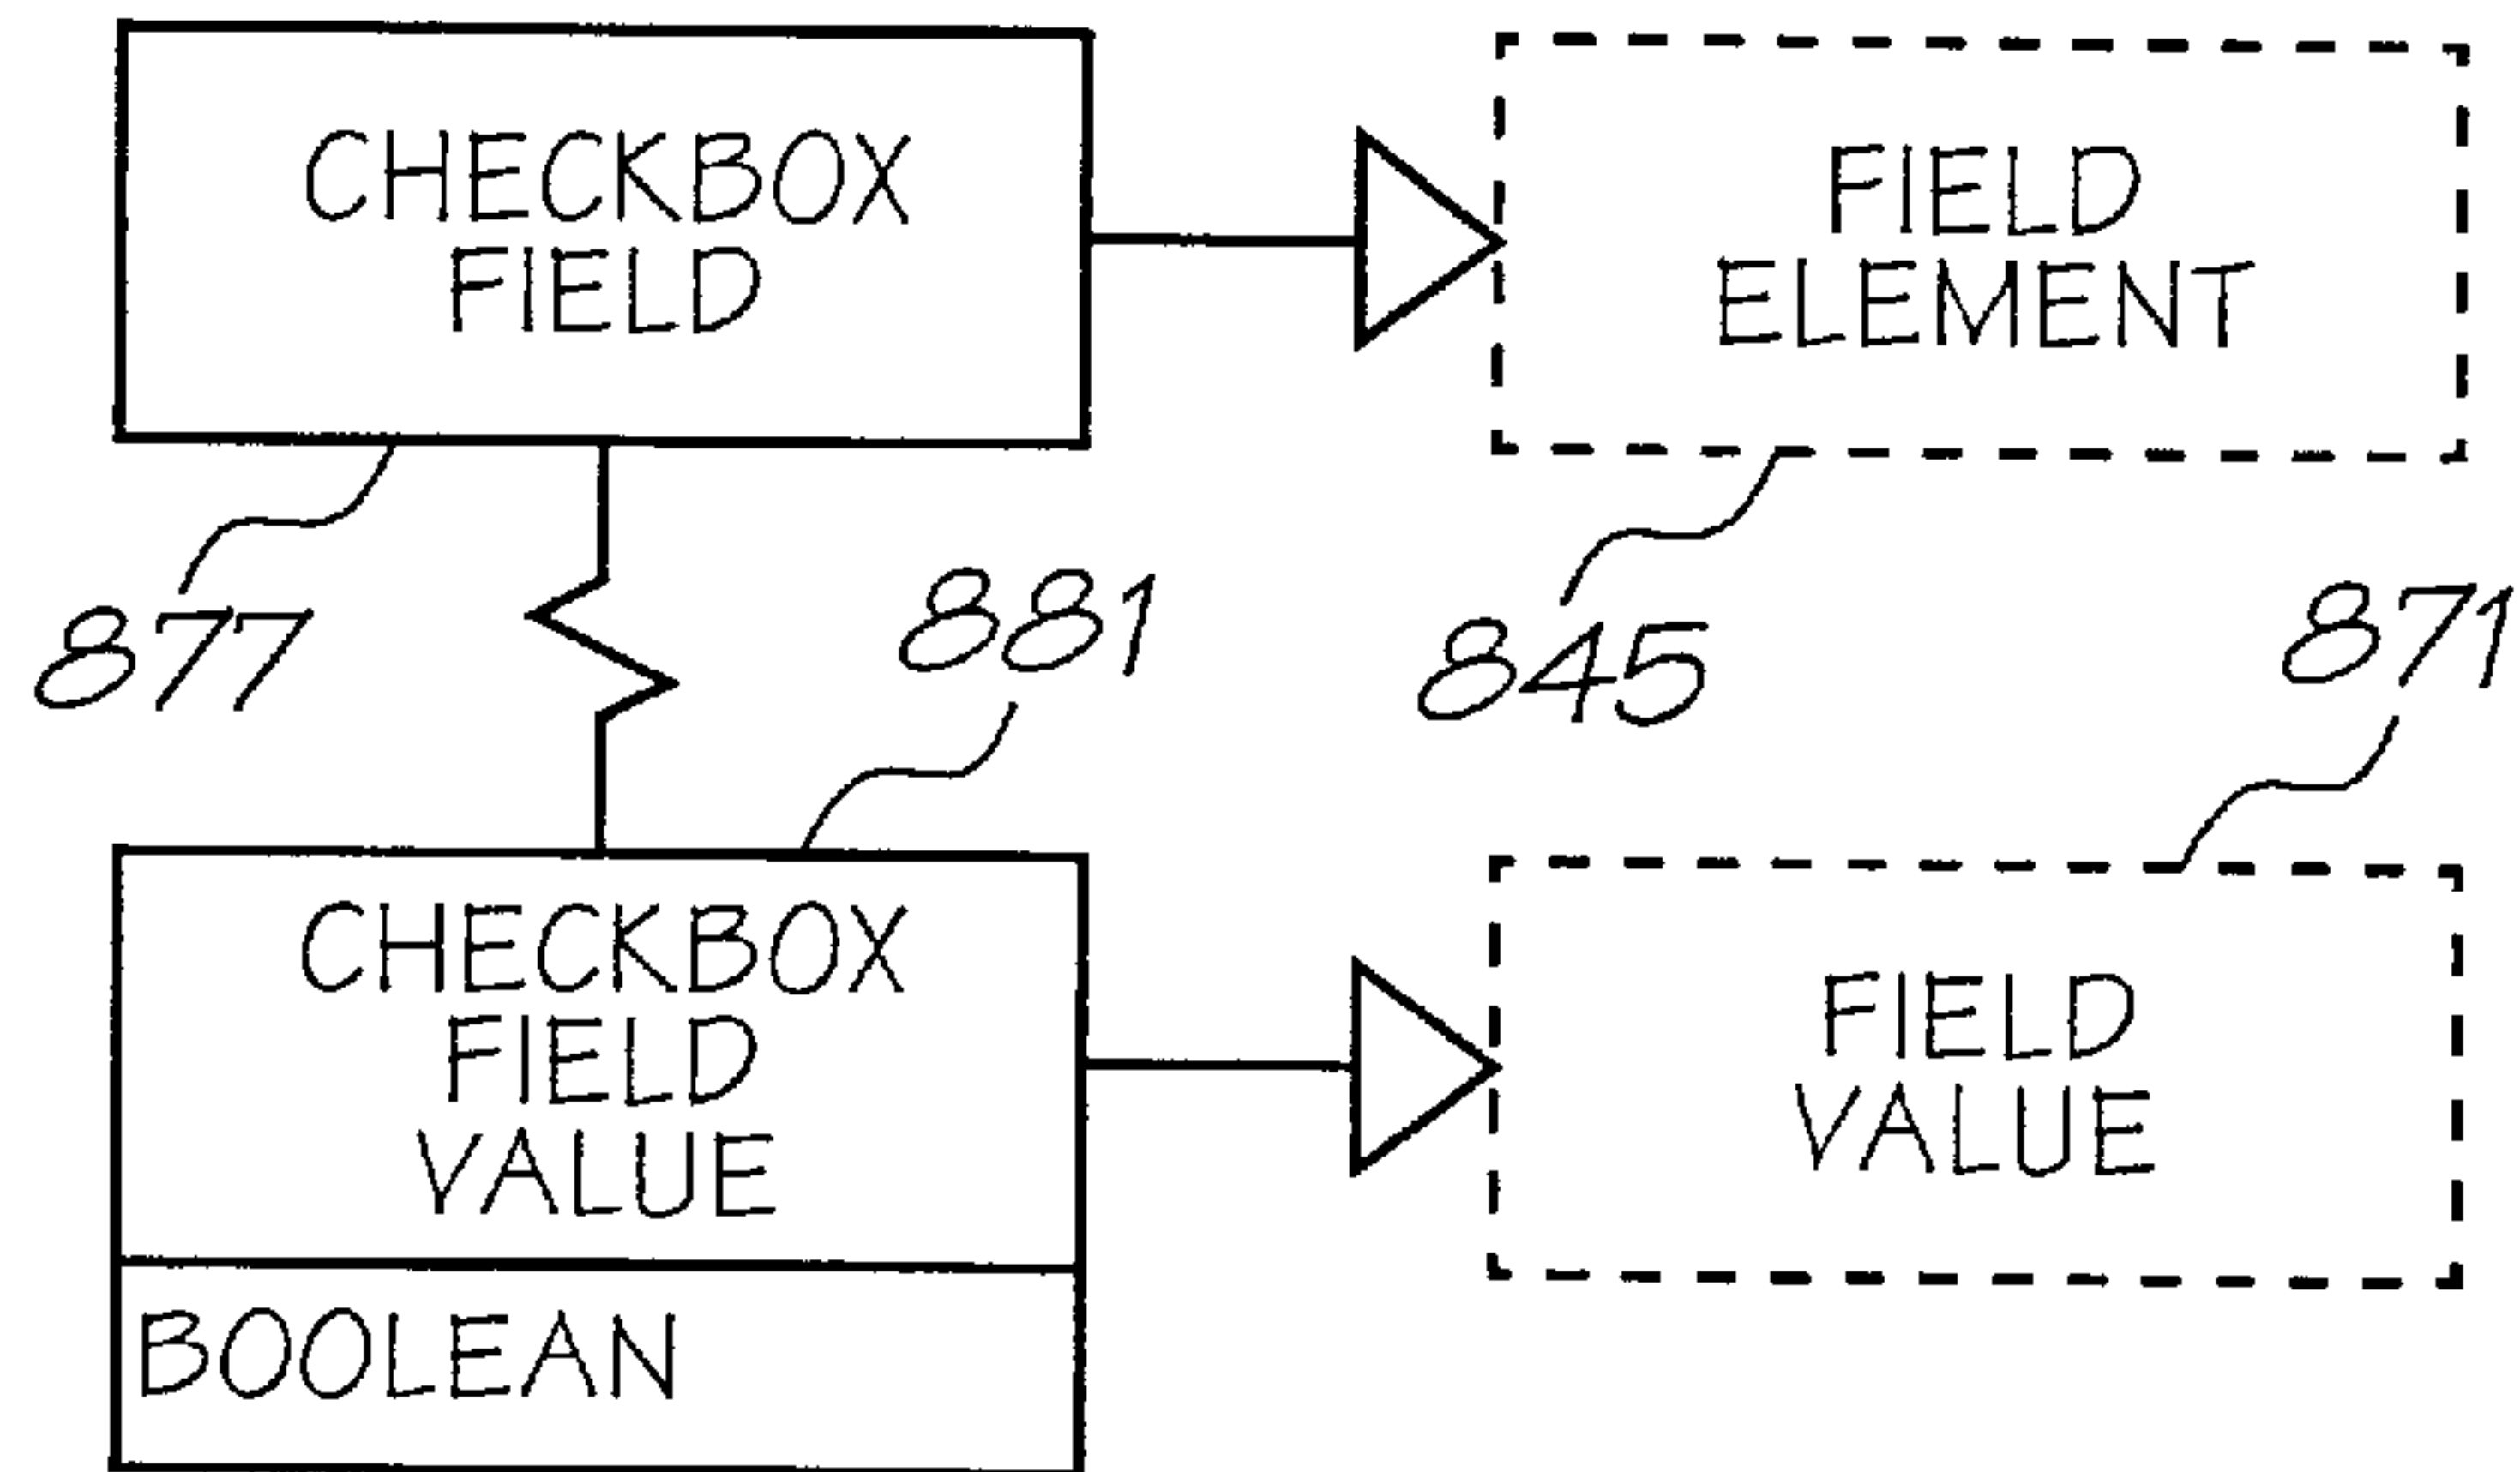 CHECKBOX
FIELD
FIELD
ELEMENT
877
881
845
871
CHECKBOX
FIELD
VALUE
FIELD
VALUE
BOOLEAN